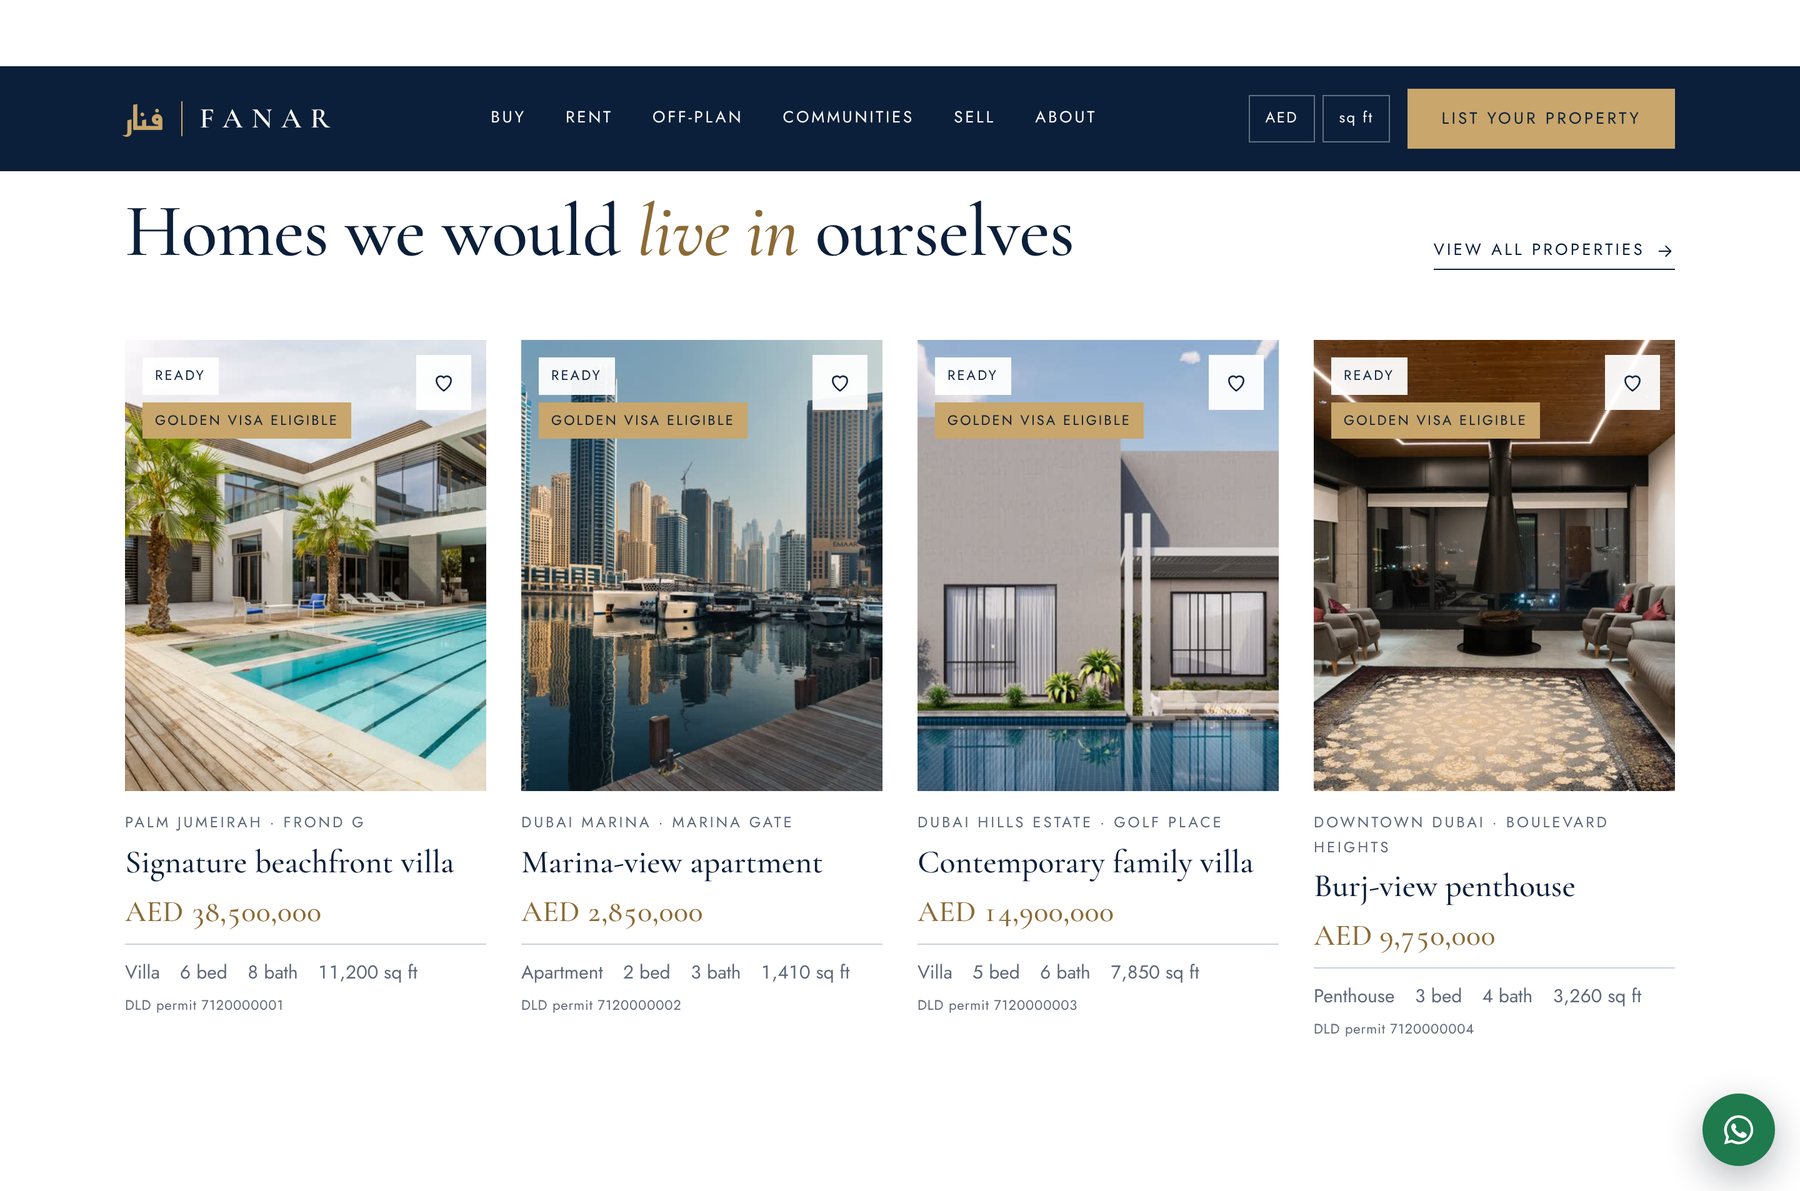 فنار
FANAR
BUY
RENT
OFF-PLAN
COMMUNITIES
SELL
ABOUT
AED
sq ft
LIST YOUR PROPERTY
Homes we would live in ourselves
VIEW ALL PROPERTIES →
READY
GOLDEN VISA ELIGIBLE
PALM JUMEIRAH · FROND G
Signature beachfront villa
AED 38,500,000
Villa 6 bed 8 bath 11,200 sq ft
DLD permit 7120000001
READY
GOLDEN VISA ELIGIBLE
EMAAR
DUBAI MARINA · MARINA GATE
Marina-view apartment
AED 2,850,000
Apartment 2 bed 3 bath 1,410 sq ft
DLD permit 7120000002
READY
GOLDEN VISA ELIGIBLE
DUBAI HILLS ESTATE · GOLF PLACE
Contemporary family villa
AED 14,900,000
Villa 5 bed 6 bath 7,850 sq ft
DLD permit 7120000003
READY
GOLDEN VISA ELIGIBLE
DOWNTOWN DUBAI · BOULEVARD
HEIGHTS
Burj-view penthouse
AED 9,750,000
Penthouse 3 bed 4 bath 3,260 sq ft
DLD permit 7120000004